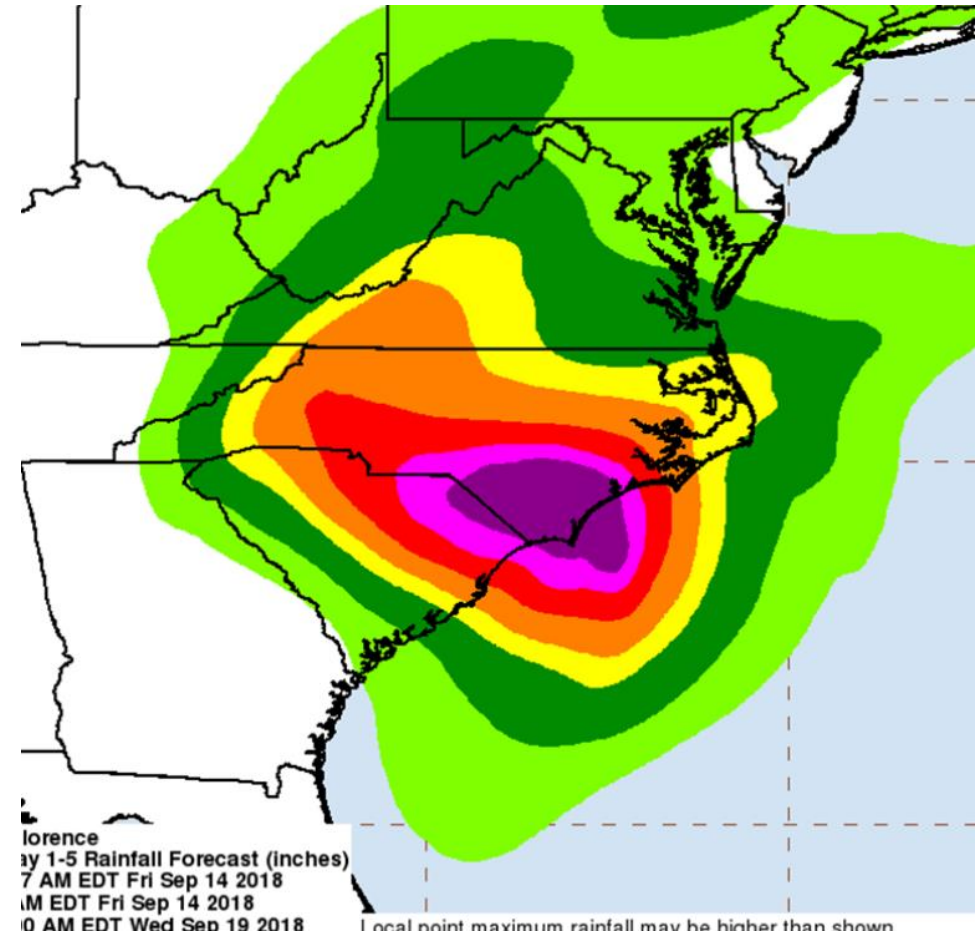 lorence
ay 1-5 Rainfall Forecast (inches)
7 AM EDT Fri Sep 14 2018
AM EDT Fri Sep 14 2018
0 AM EDT Wed Sep 19 2018
Local point maximum rainfall may be higher than shown